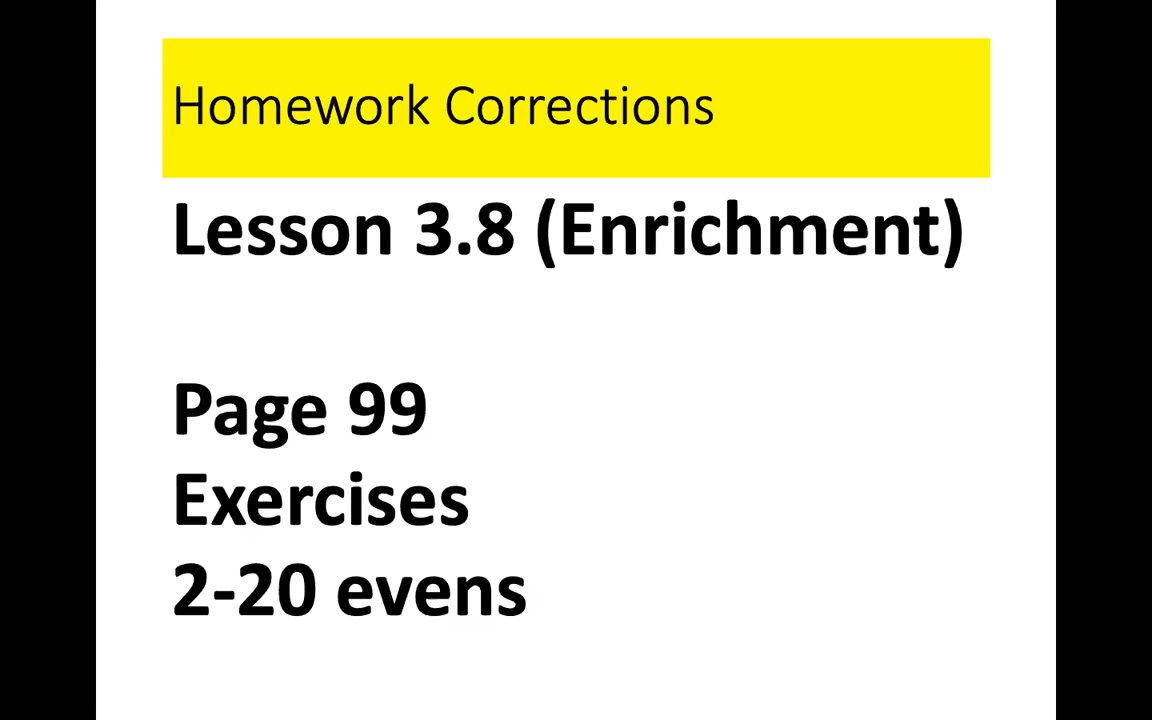 Homework Corrections
Lesson 3.8 (Enrichment)
Page 99
Exercises
2-20 evens